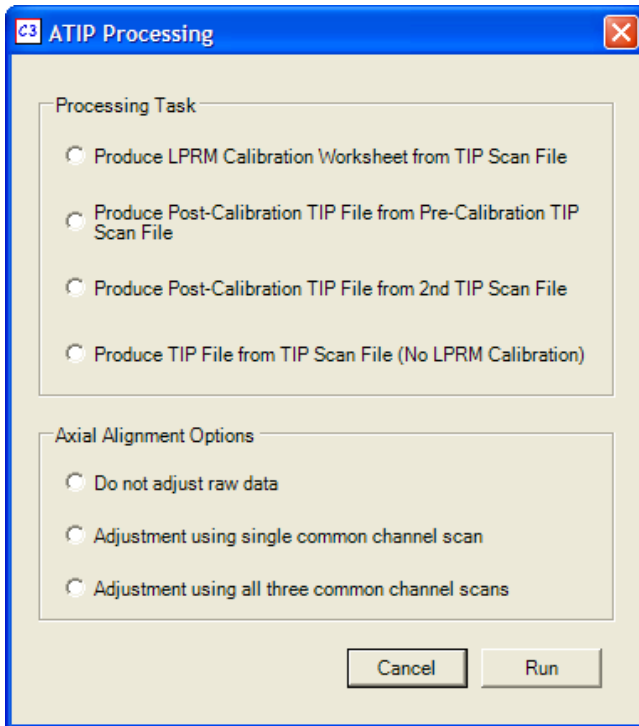 C3 ATIP Processing
Processing Task
Produce LPRM Calibration Worksheet from TIP Scan File
Produce Post-Calibration TIP File from Pre-Calibration TIP
Scan File
Produce Post-Calibration TIP File from 2nd TIP Scan File
Produce TIP File from TIP Scan File (No LPRM Calibration)
Axial Alignment Options
Do not adjust raw data
Adjustment using single common channel scan
Adjustment using all three common channel scans
Cancel Run